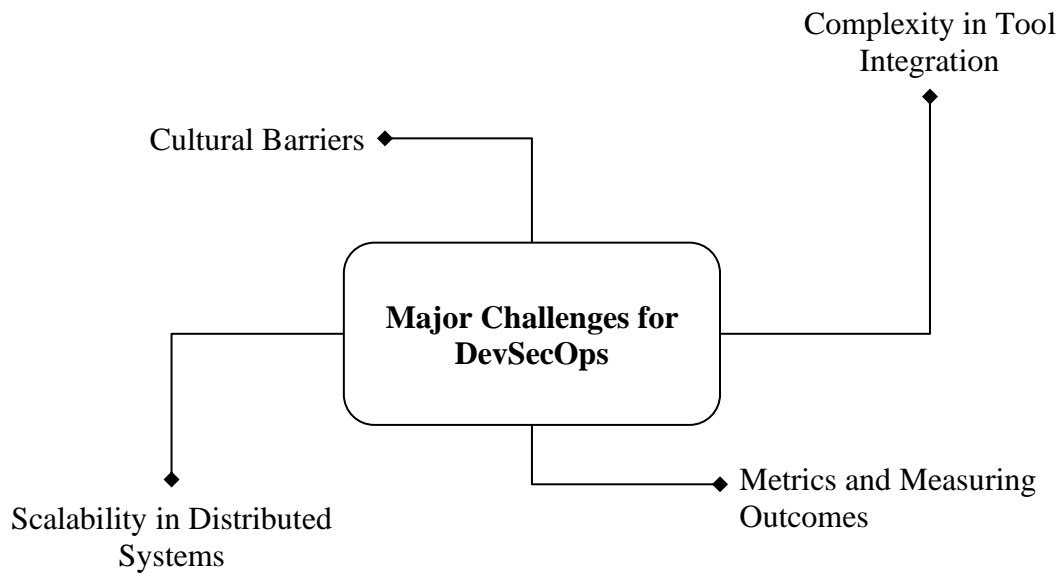 Complexity in Tool
Integration
Cultural Barriers
Major Challenges for
DevSecOps
Metrics and Measuring
Outcomes
Scalability in Distributed
Systems